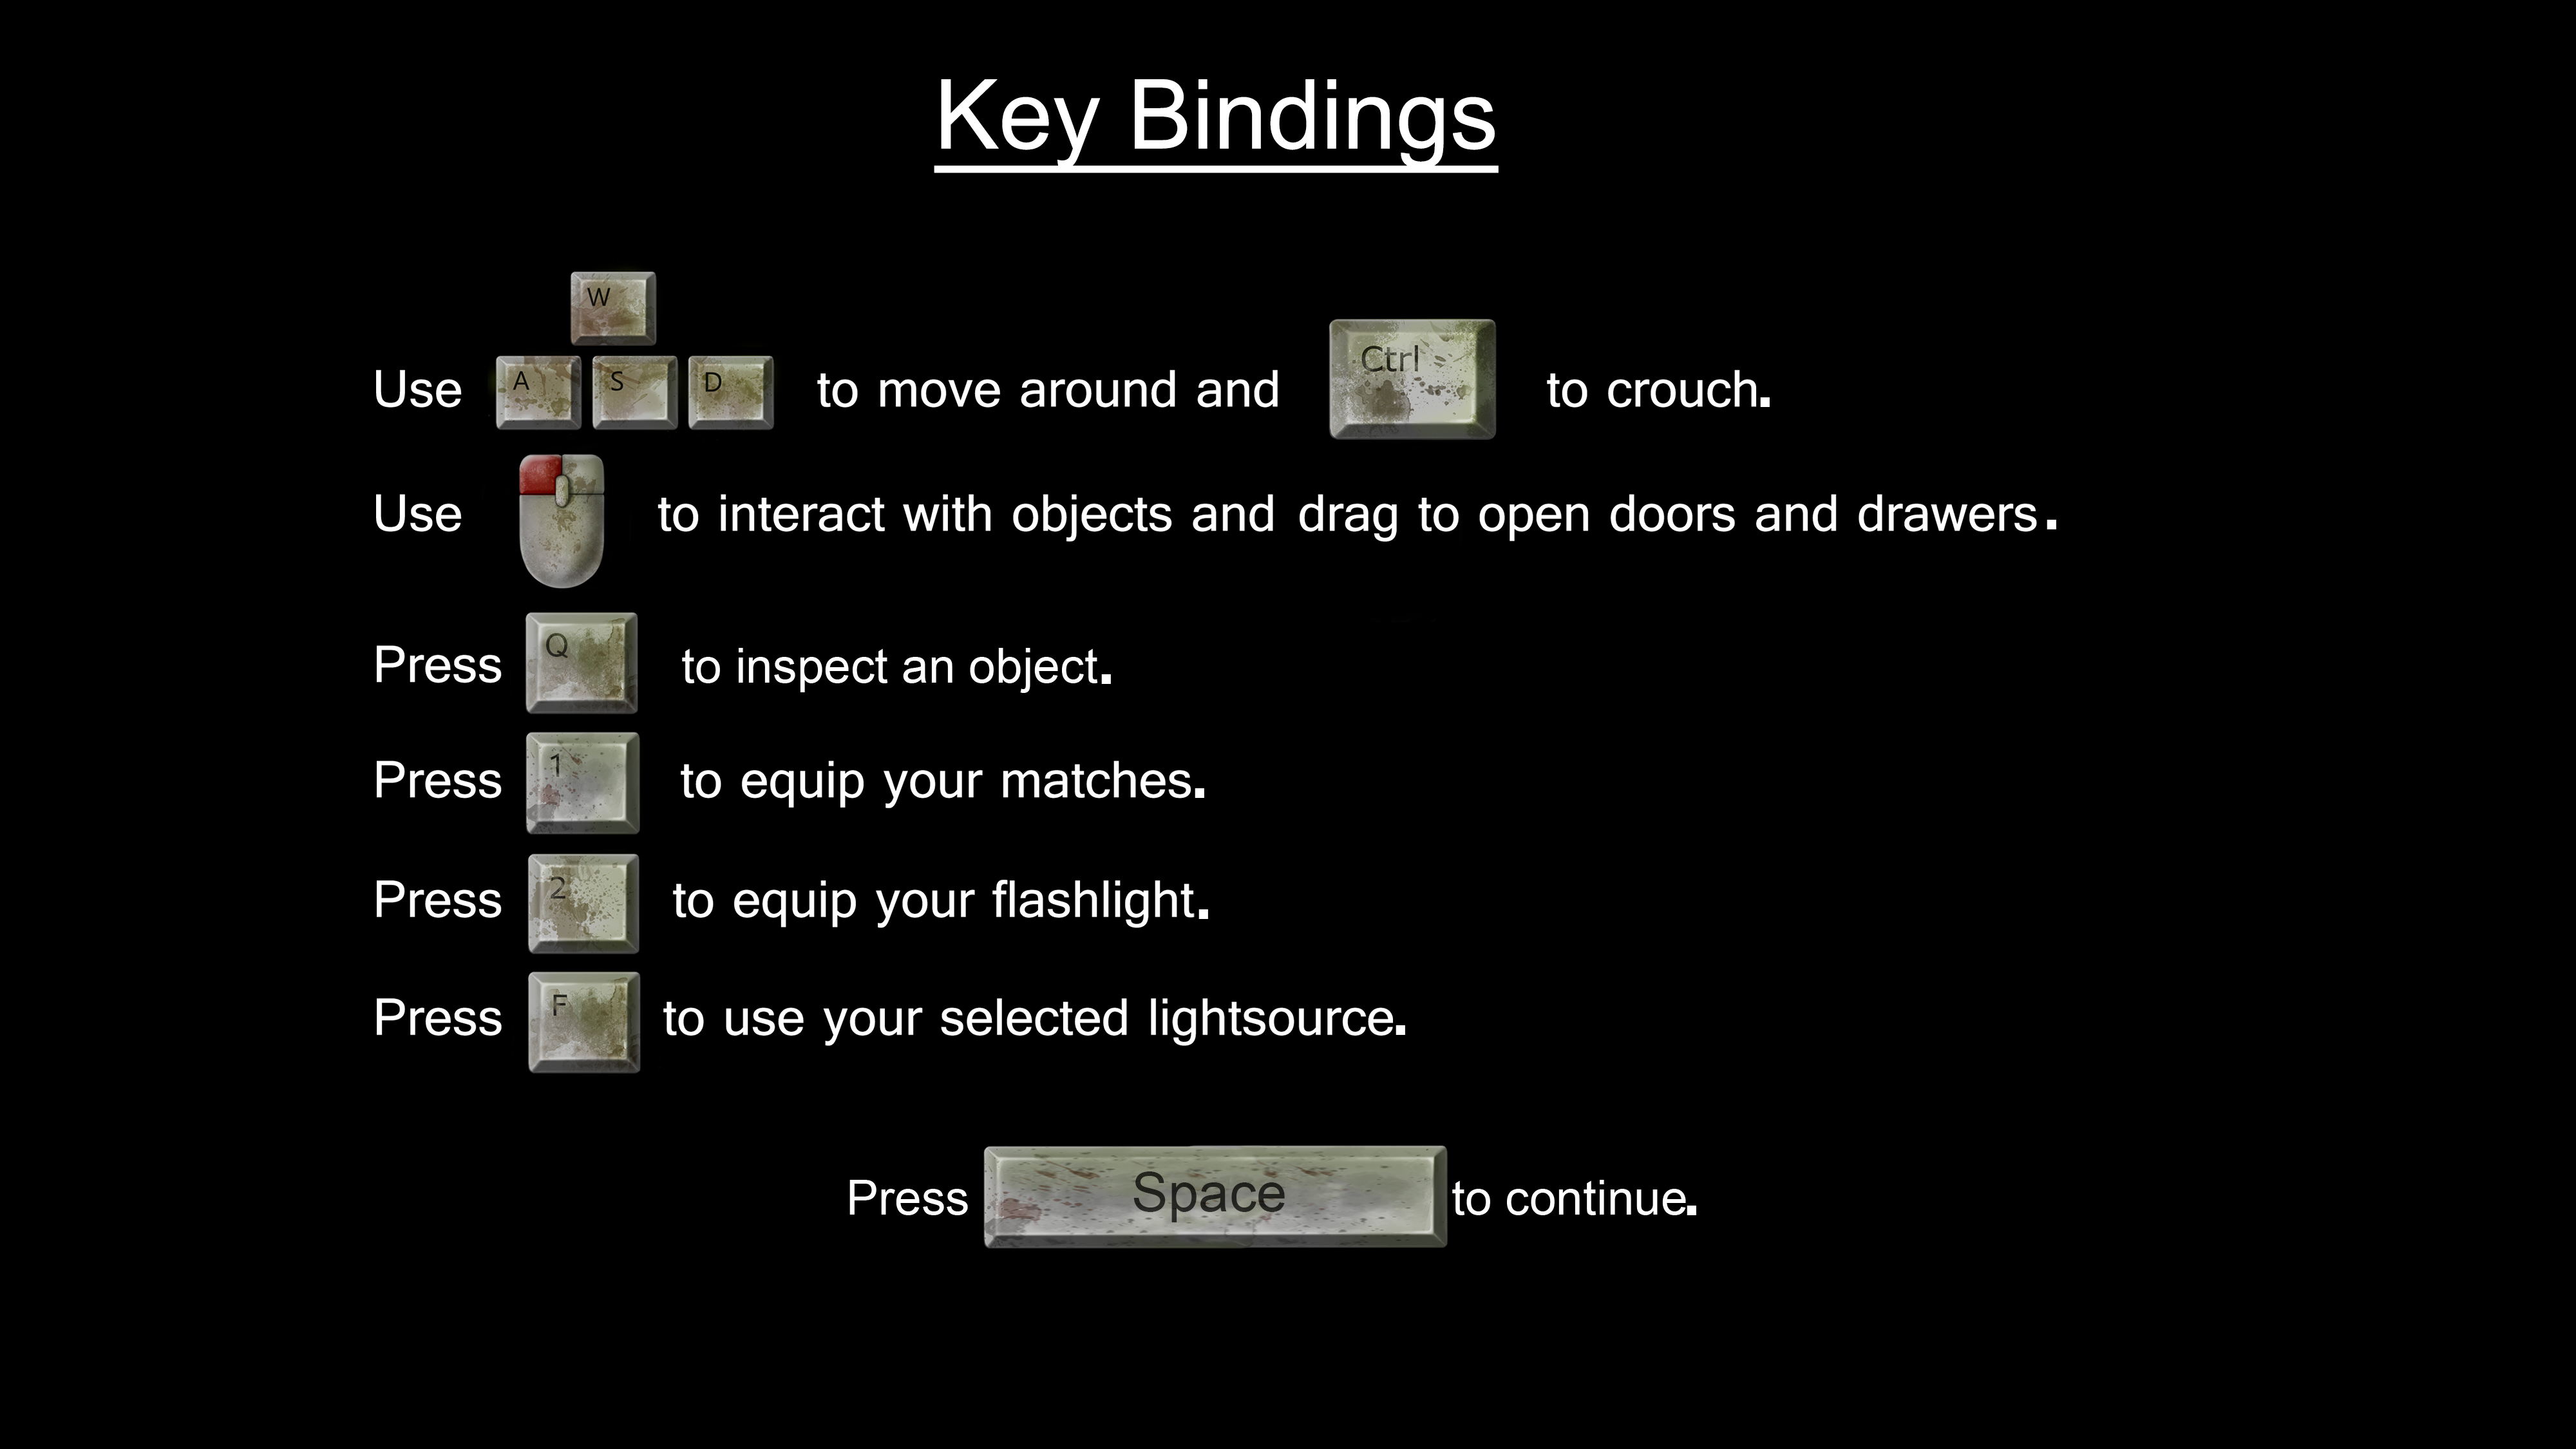 Key Bindings
W
Use A S D to move around and Ctrl to crouch.
Use to interact with objects and drag to open doors and drawers.
Press Q to inspect an object.
Press 1 to equip your matches.
Press 2 to equip your flashlight.
Press F to use your selected lightsource.
Press Space to continue.